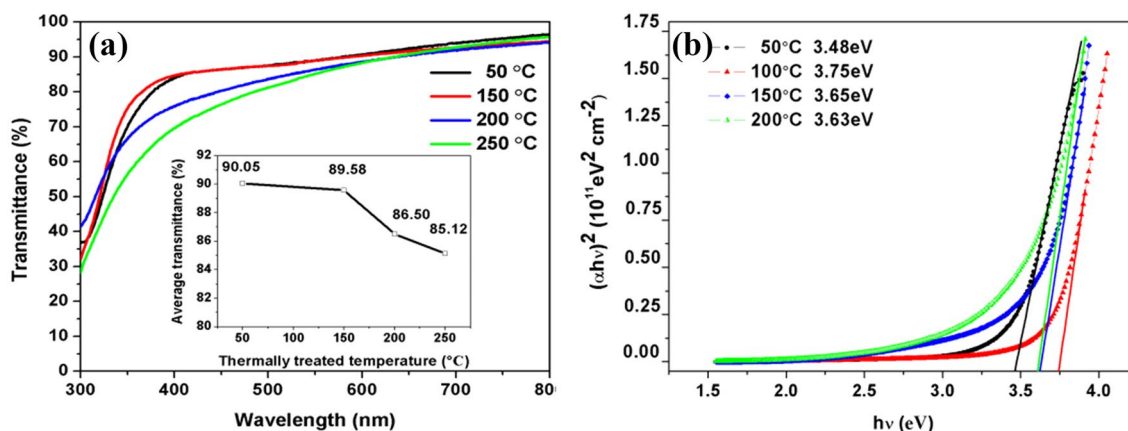 (a)
Transmittance (%)
100
90
80
70
60
50
40
30
20
10
0
50 °C
150 °C
200 °C
250 °C
Average transmittance (%)
92
90
88
86
84
82
80
90.05
89.58
86.50
85.12
50 100 150 200 250
Thermally treated temperature (°C)
300 400 500 600 700 80
Wavelength (nm)
(b)
(αhν)² (10¹¹eV² cm⁻²)
1.50
1.25
1.00
0.75
0.50
0.25
0.00
50°C 3.48eV
100°C 3.75eV
150°C 3.65eV
200°C 3.63eV
1.5 2.0 2.5 3.0 3.5 4.0
hν (eV)